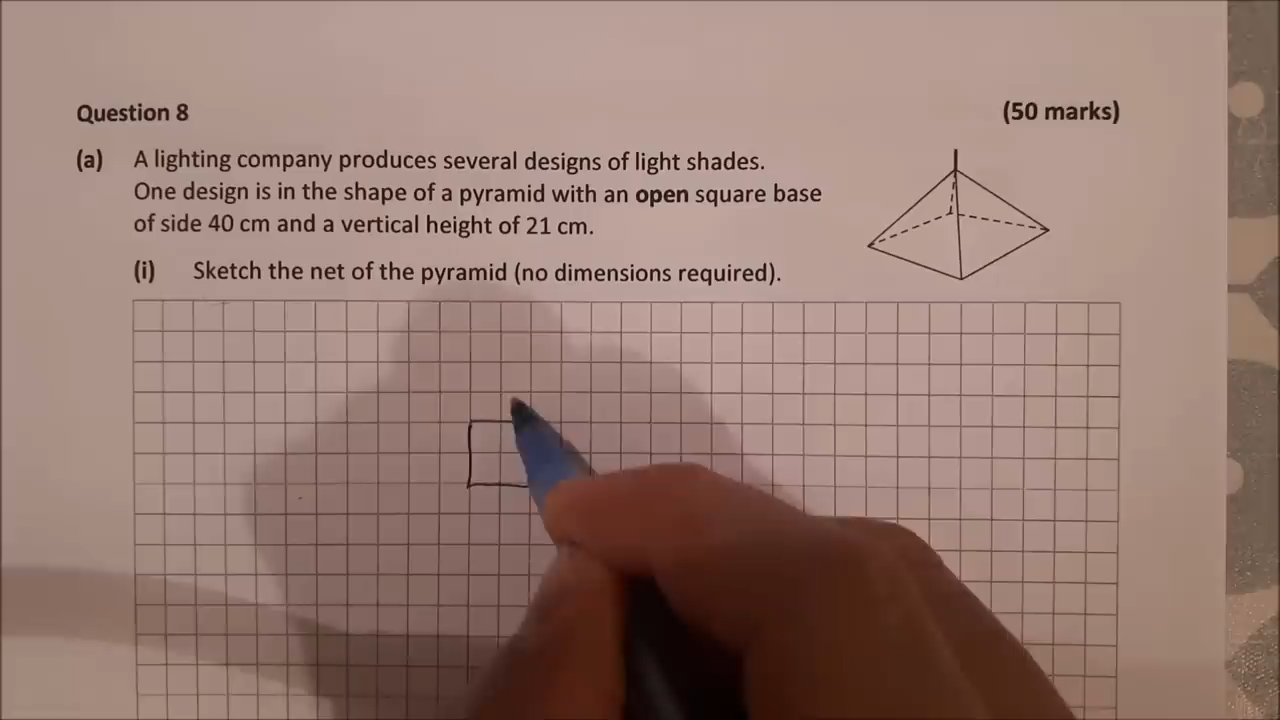 Question 8
(50 marks)
(a) A lighting company produces several designs of light shades.
One design is in the shape of a pyramid with an open square base
of side 40 cm and a vertical height of 21 cm.
(i) Sketch the net of the pyramid (no dimensions required).